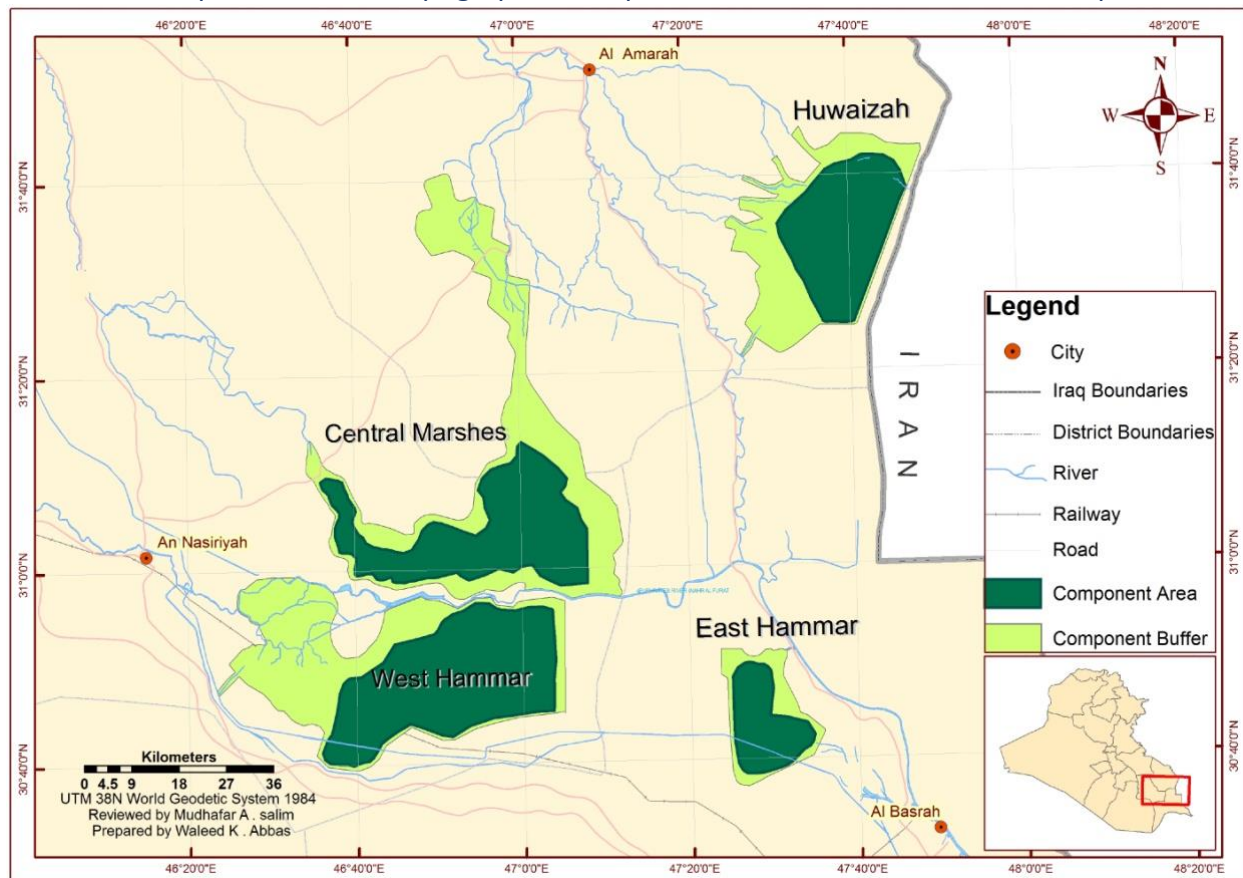 46°20'0"E
46°40'0"E
47°0'0"E
47°20'0"E
47°40'0"E
48°0'0"E
48°20'0"E
Al Amarah
N
W E
S
Huwaizah
31°40'0"N
31°40'0"N
Legend
City
Iraq Boundaries
District Boundaries
River
Railway
Road
Component Area
Component Buffer
IRAN
31°20'0"N
31°20'0"N
Central Marshes
An Nasiriyah
31°0'0"N
31°0'0"N
East Hammar
West Hammar
Kilometers
0 4.5 9 18 27 36
UTM 38N World Geodetic System 1984
Reviewed by Mudhafar A . salim
Prepared by Waleed K . Abbas
30°40'0"N
30°40'0"N
Al Basrah
46°20'0"E
46°40'0"E
47°0'0"E
47°20'0"E
47°40'0"E
48°0'0"E
48°20'0"E